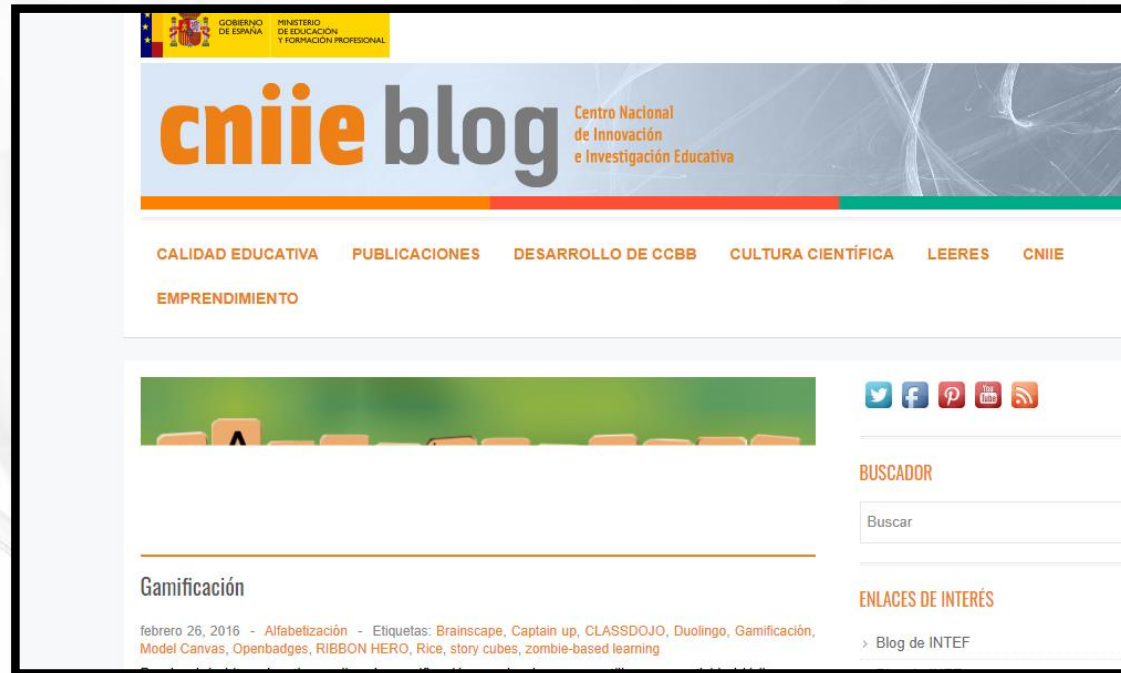 GOBIERNO DE ESPAÑA
MINISTERIO DE EDUCACIÓN Y FORMACIÓN PROFESIONAL
cniie blog
Centro Nacional
de Innovación
e Investigación Educativa
CALIDAD EDUCATIVA PUBLICACIONES DESARROLLO DE CCBB CULTURA CIENTÍFICA LEERES CNIIE
EMPRENDIMIENTO
A
You Tube
BUSCADOR
Buscar
Gamificación
febrero 26, 2016 - Alfabetización - Etiquetas: Brainscape, Captain up, CLASSDOJO, Duolingo, Gamificación,
Model Canvas, Openbadges, RIBBON HERO, Rice, story cubes, zombie-based learning
ENLACES DE INTERÉS
> Blog de INTEF